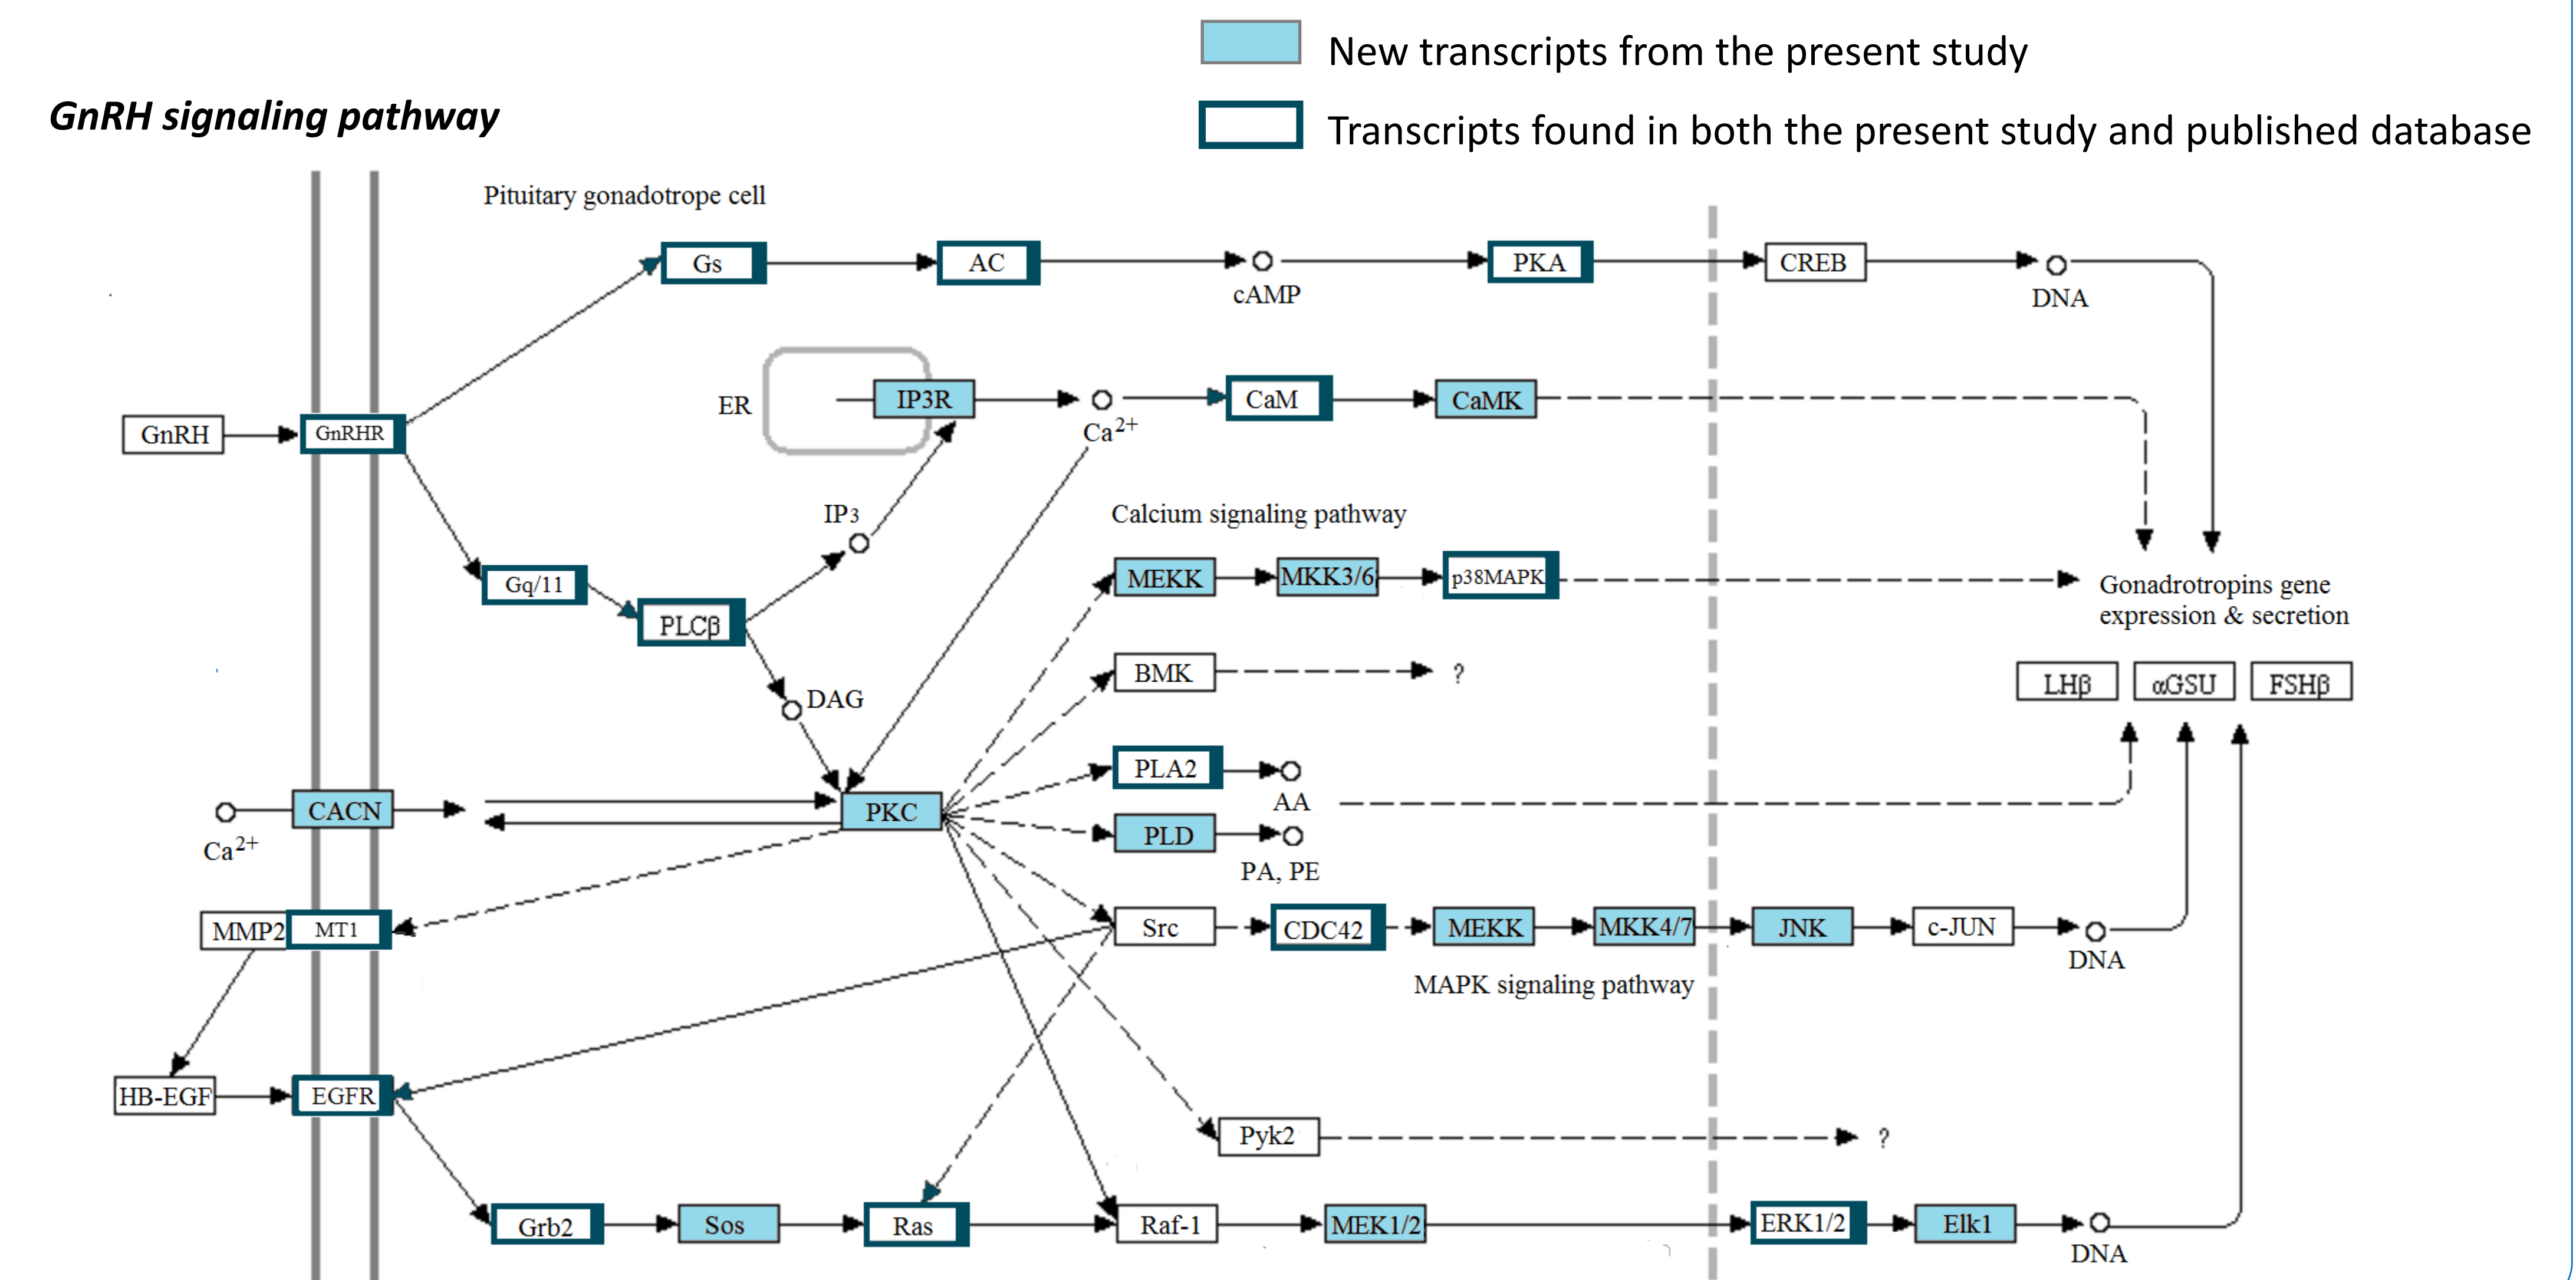 New transcripts from the present study
GnRH signaling pathway
Transcripts found in both the present study and published database
Pituitary gonadotrope cell
Gs
AC
cAMP
PKA
CREB
DNA
ER
IP3R
Ca2+
CaM
CaMK
GnRH
GnRHR
IP3
Calcium signaling pathway
Gq/11
PLCβ
MEKK
MKK3/6
p38MAPK
Gonadrotropins gene
expression & secretion
BMK
?
LHβ
αGSU
FSHβ
DAG
PLA2
AA
CACN
PKC
Ca2+
PLD
PA, PE
MMP2
MT1
Src
CDC42
MEKK
MKK4/7
JNK
c-JUN
DNA
MAPK signaling pathway
HB-EGF
EGFR
Pyk2
?
Grb2
Sos
Ras
Raf-1
MEK1/2
ERK1/2
Elk1
DNA